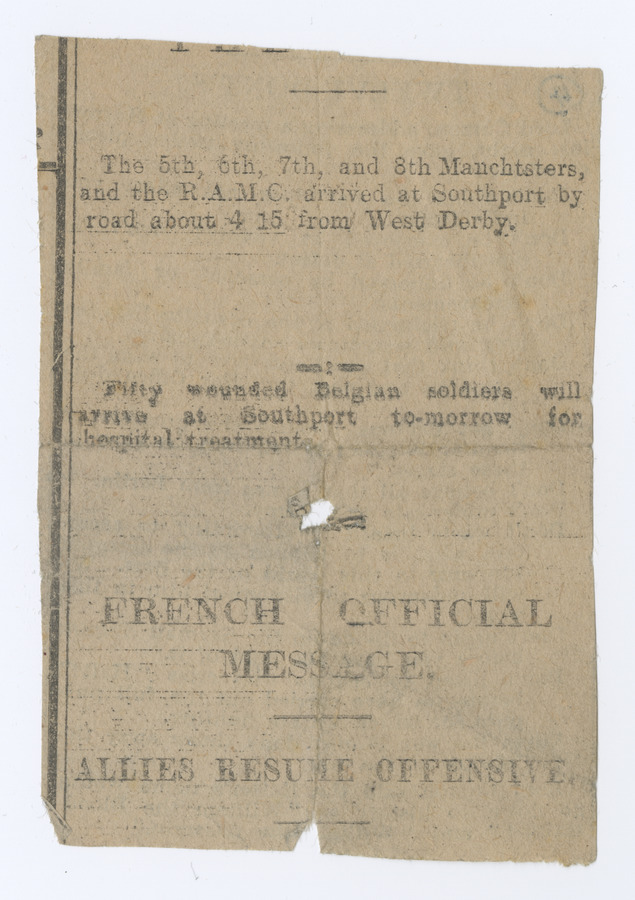 The 5th, 6th, 7th, and 8th Manchtsters,
and the R.A.M.C. arrived at Southport by
road about 4 15 from West Derby.
Fifty wounded Belgian soldiers will
arrive at Southport to-morrow for
hospital treatment.
FRENCH OFFICIAL
MESSAGE.
ALLIES RESUME OFFENSIVE.